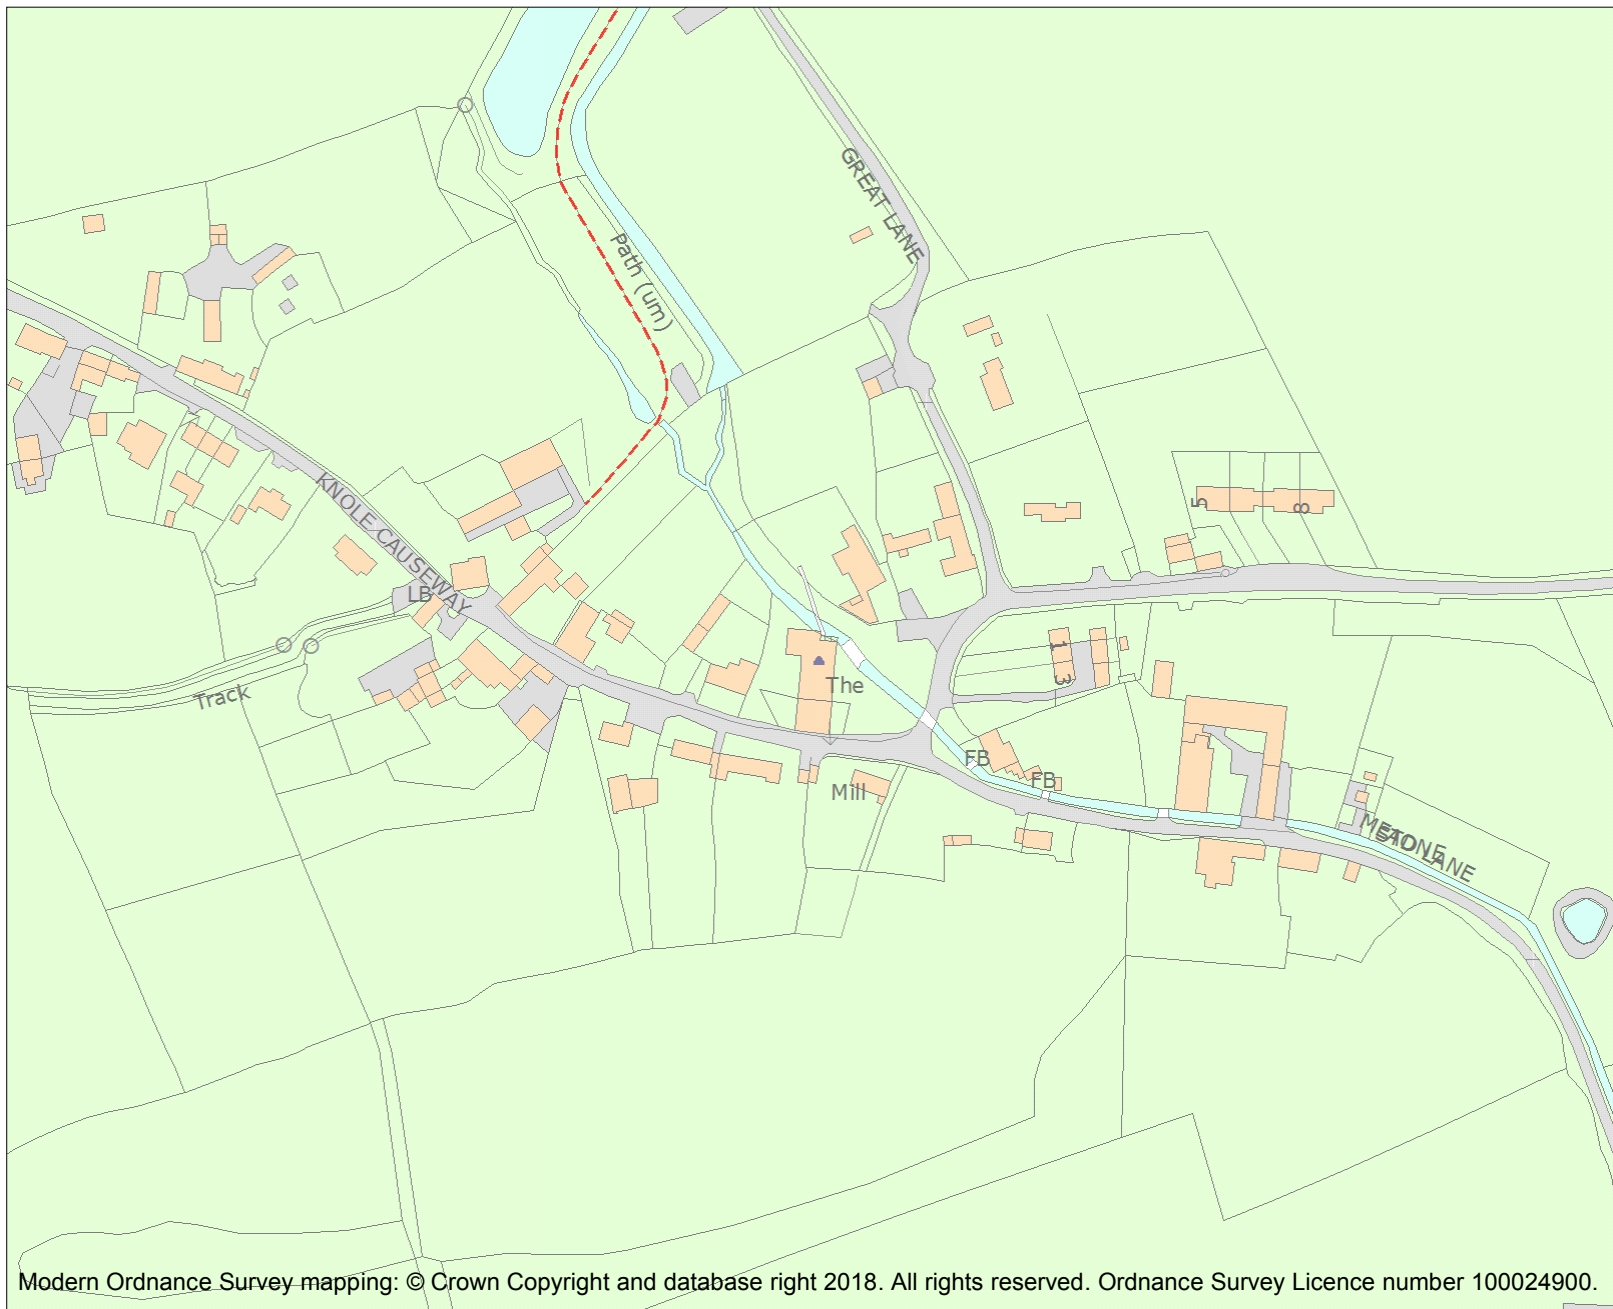 GREAT LANE
Path (um)
5
8
KNOLE CAUSEWAY
LB
1
3
The
Track
FB
FB
Mill
LANE
Modern Ordnance Survey mapping: © Crown Copyright and database right 2018. All rights reserved. Ordnance Survey Licence number 100024900.